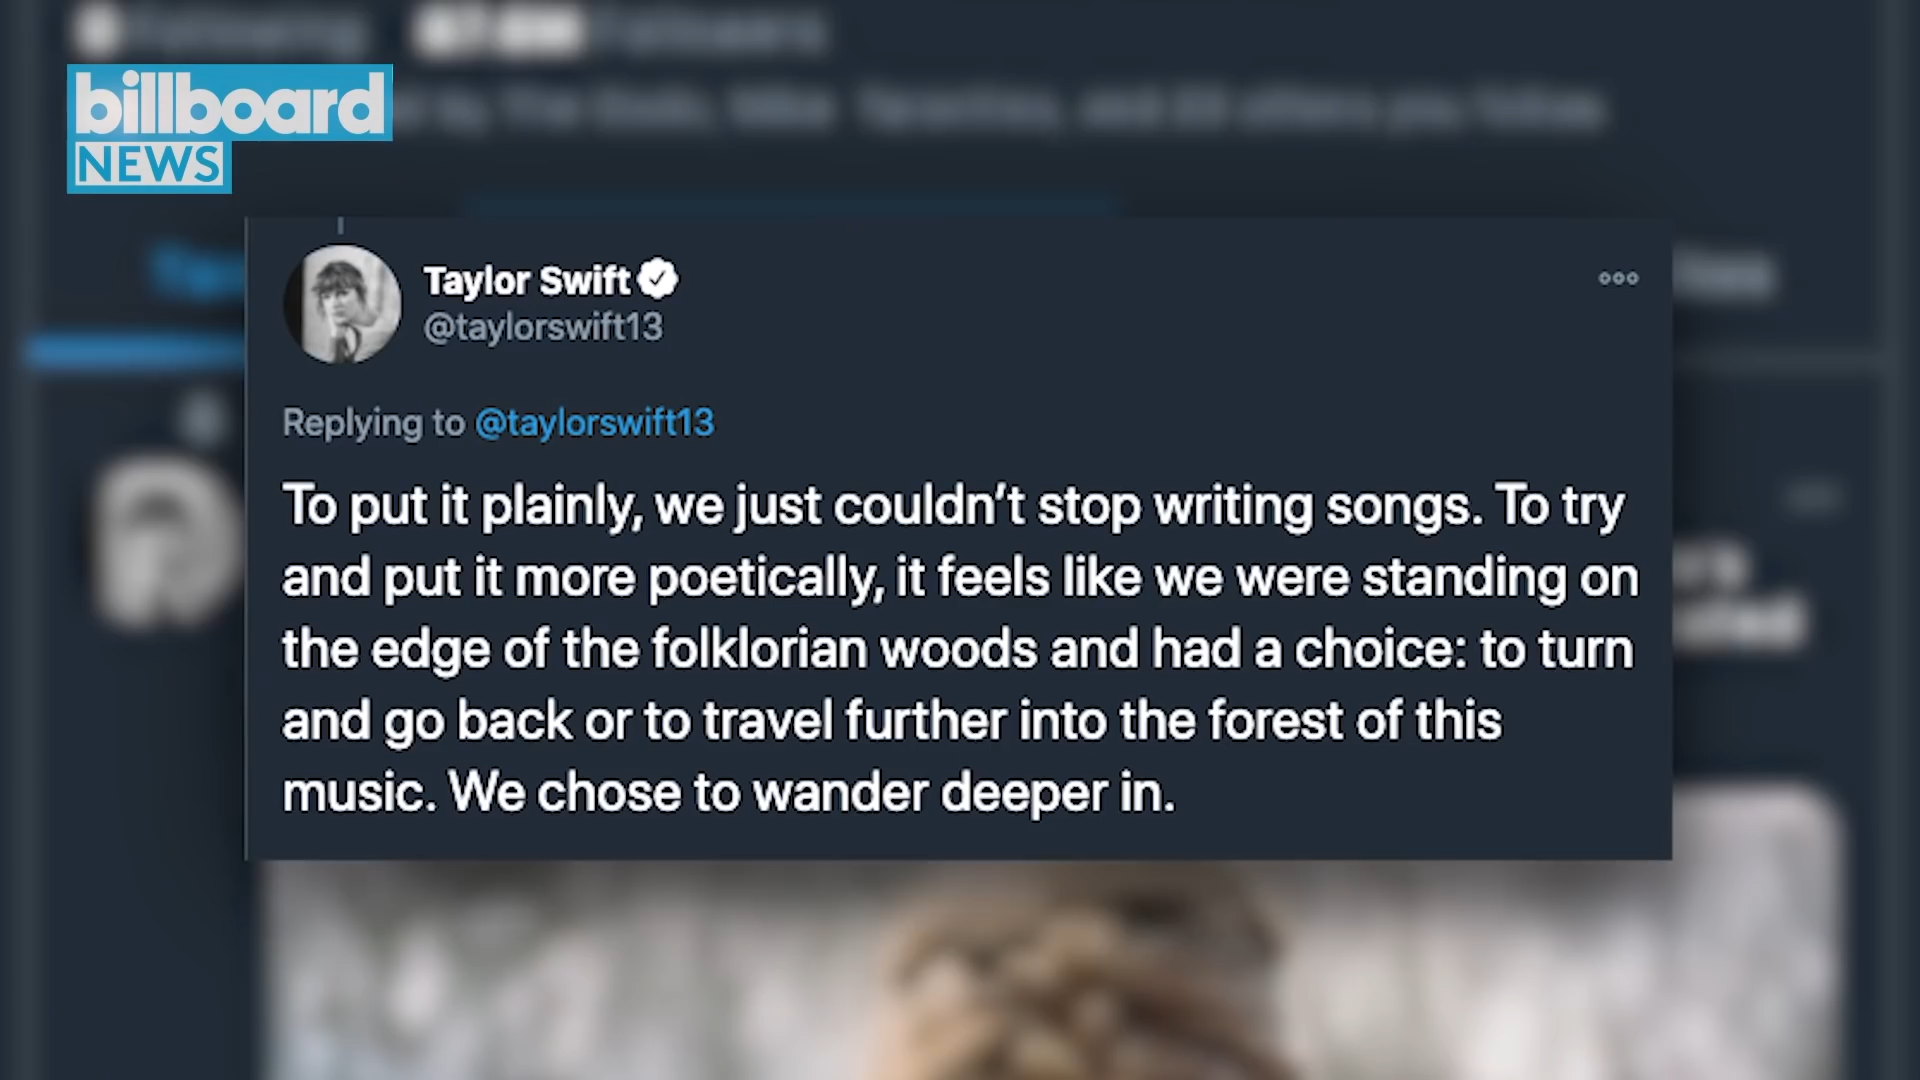 billboard
NEWS
Taylor Swift
@taylorswift13
Replying to @taylorswift13
To put it plainly, we just couldn’t stop writing songs. To try
and put it more poetically, it feels like we were standing on
the edge of the folklorian woods and had a choice: to turn
and go back or to travel further into the forest of this
music. We chose to wander deeper in.